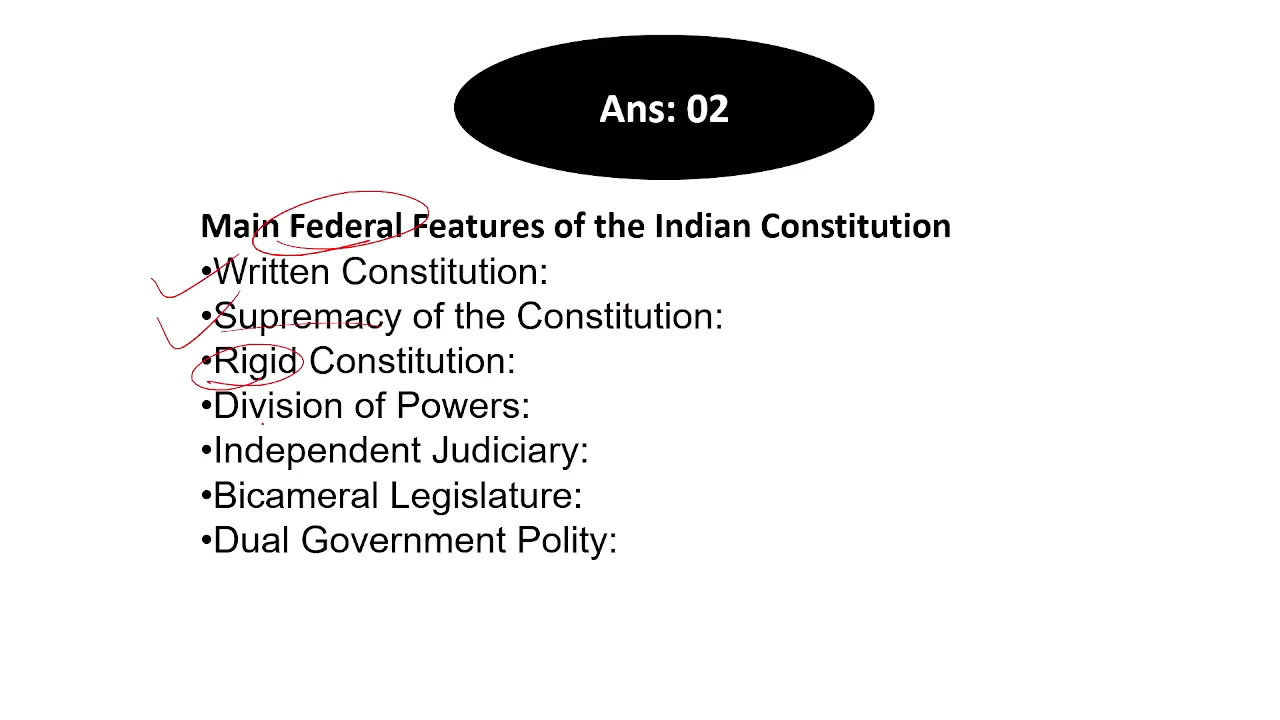 Ans: 02
Main Federal Features of the Indian Constitution
•Written Constitution:
•Supremacy of the Constitution:
•Rigid Constitution:
•Division of Powers:
•Independent Judiciary:
•Bicameral Legislature:
•Dual Government Polity: